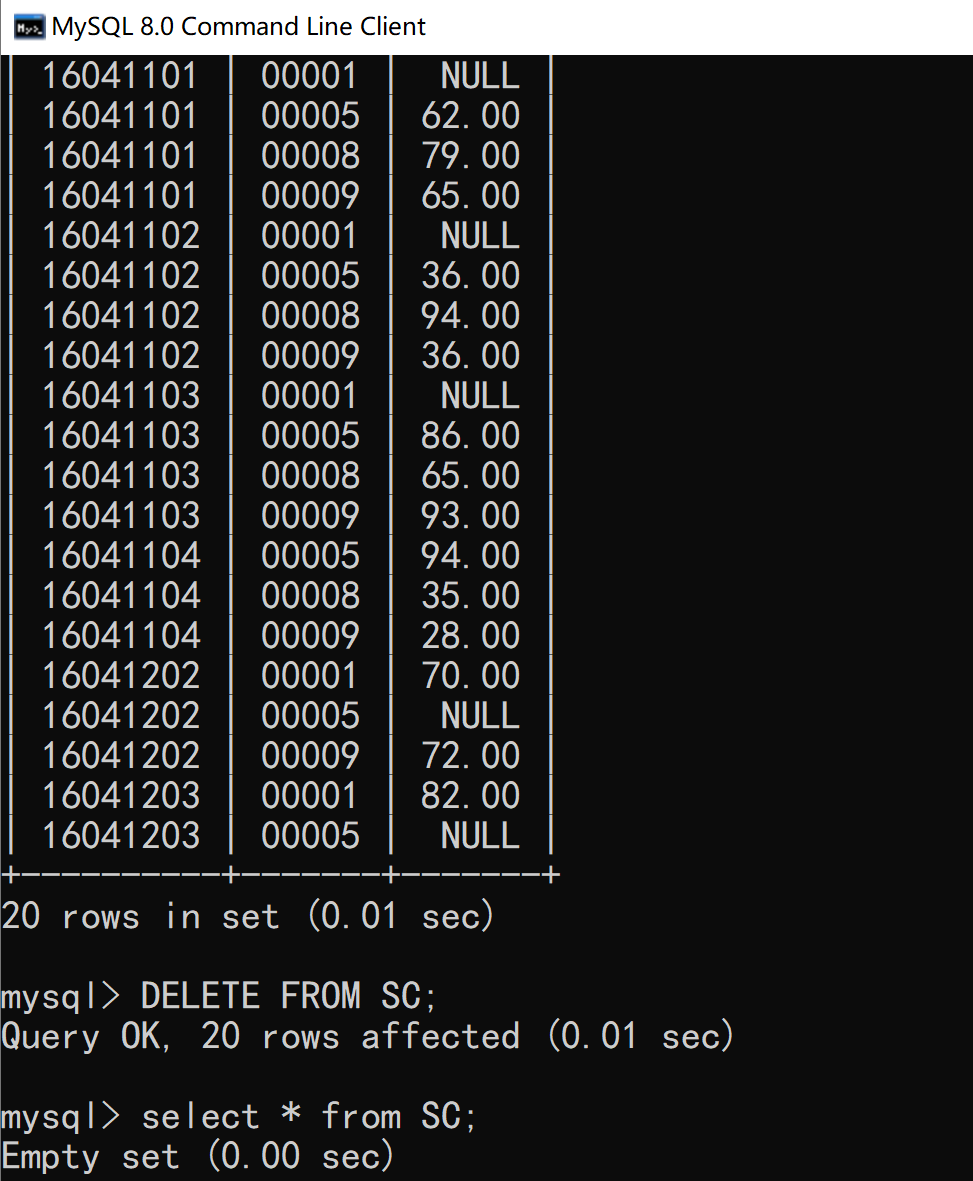 MySQL 8.0 Command Line Client
| 16041101 | 00001 | NULL |
| 16041101 | 00005 | 62.00 |
| 16041101 | 00008 | 79.00 |
| 16041101 | 00009 | 65.00 |
| 16041102 | 00001 | NULL |
| 16041102 | 00005 | 36.00 |
| 16041102 | 00008 | 94.00 |
| 16041102 | 00009 | 36.00 |
| 16041103 | 00001 | NULL |
| 16041103 | 00005 | 86.00 |
| 16041103 | 00008 | 65.00 |
| 16041103 | 00009 | 93.00 |
| 16041104 | 00005 | 94.00 |
| 16041104 | 00008 | 35.00 |
| 16041104 | 00009 | 28.00 |
| 16041202 | 00001 | 70.00 |
| 16041202 | 00005 | NULL |
| 16041202 | 00009 | 72.00 |
| 16041203 | 00001 | 82.00 |
| 16041203 | 00005 | NULL |
+----------+-------+-------+
20 rows in set (0.01 sec)
mysql> DELETE FROM SC;
Query OK, 20 rows affected (0.01 sec)
mysql> select * from SC;
Empty set (0.00 sec)